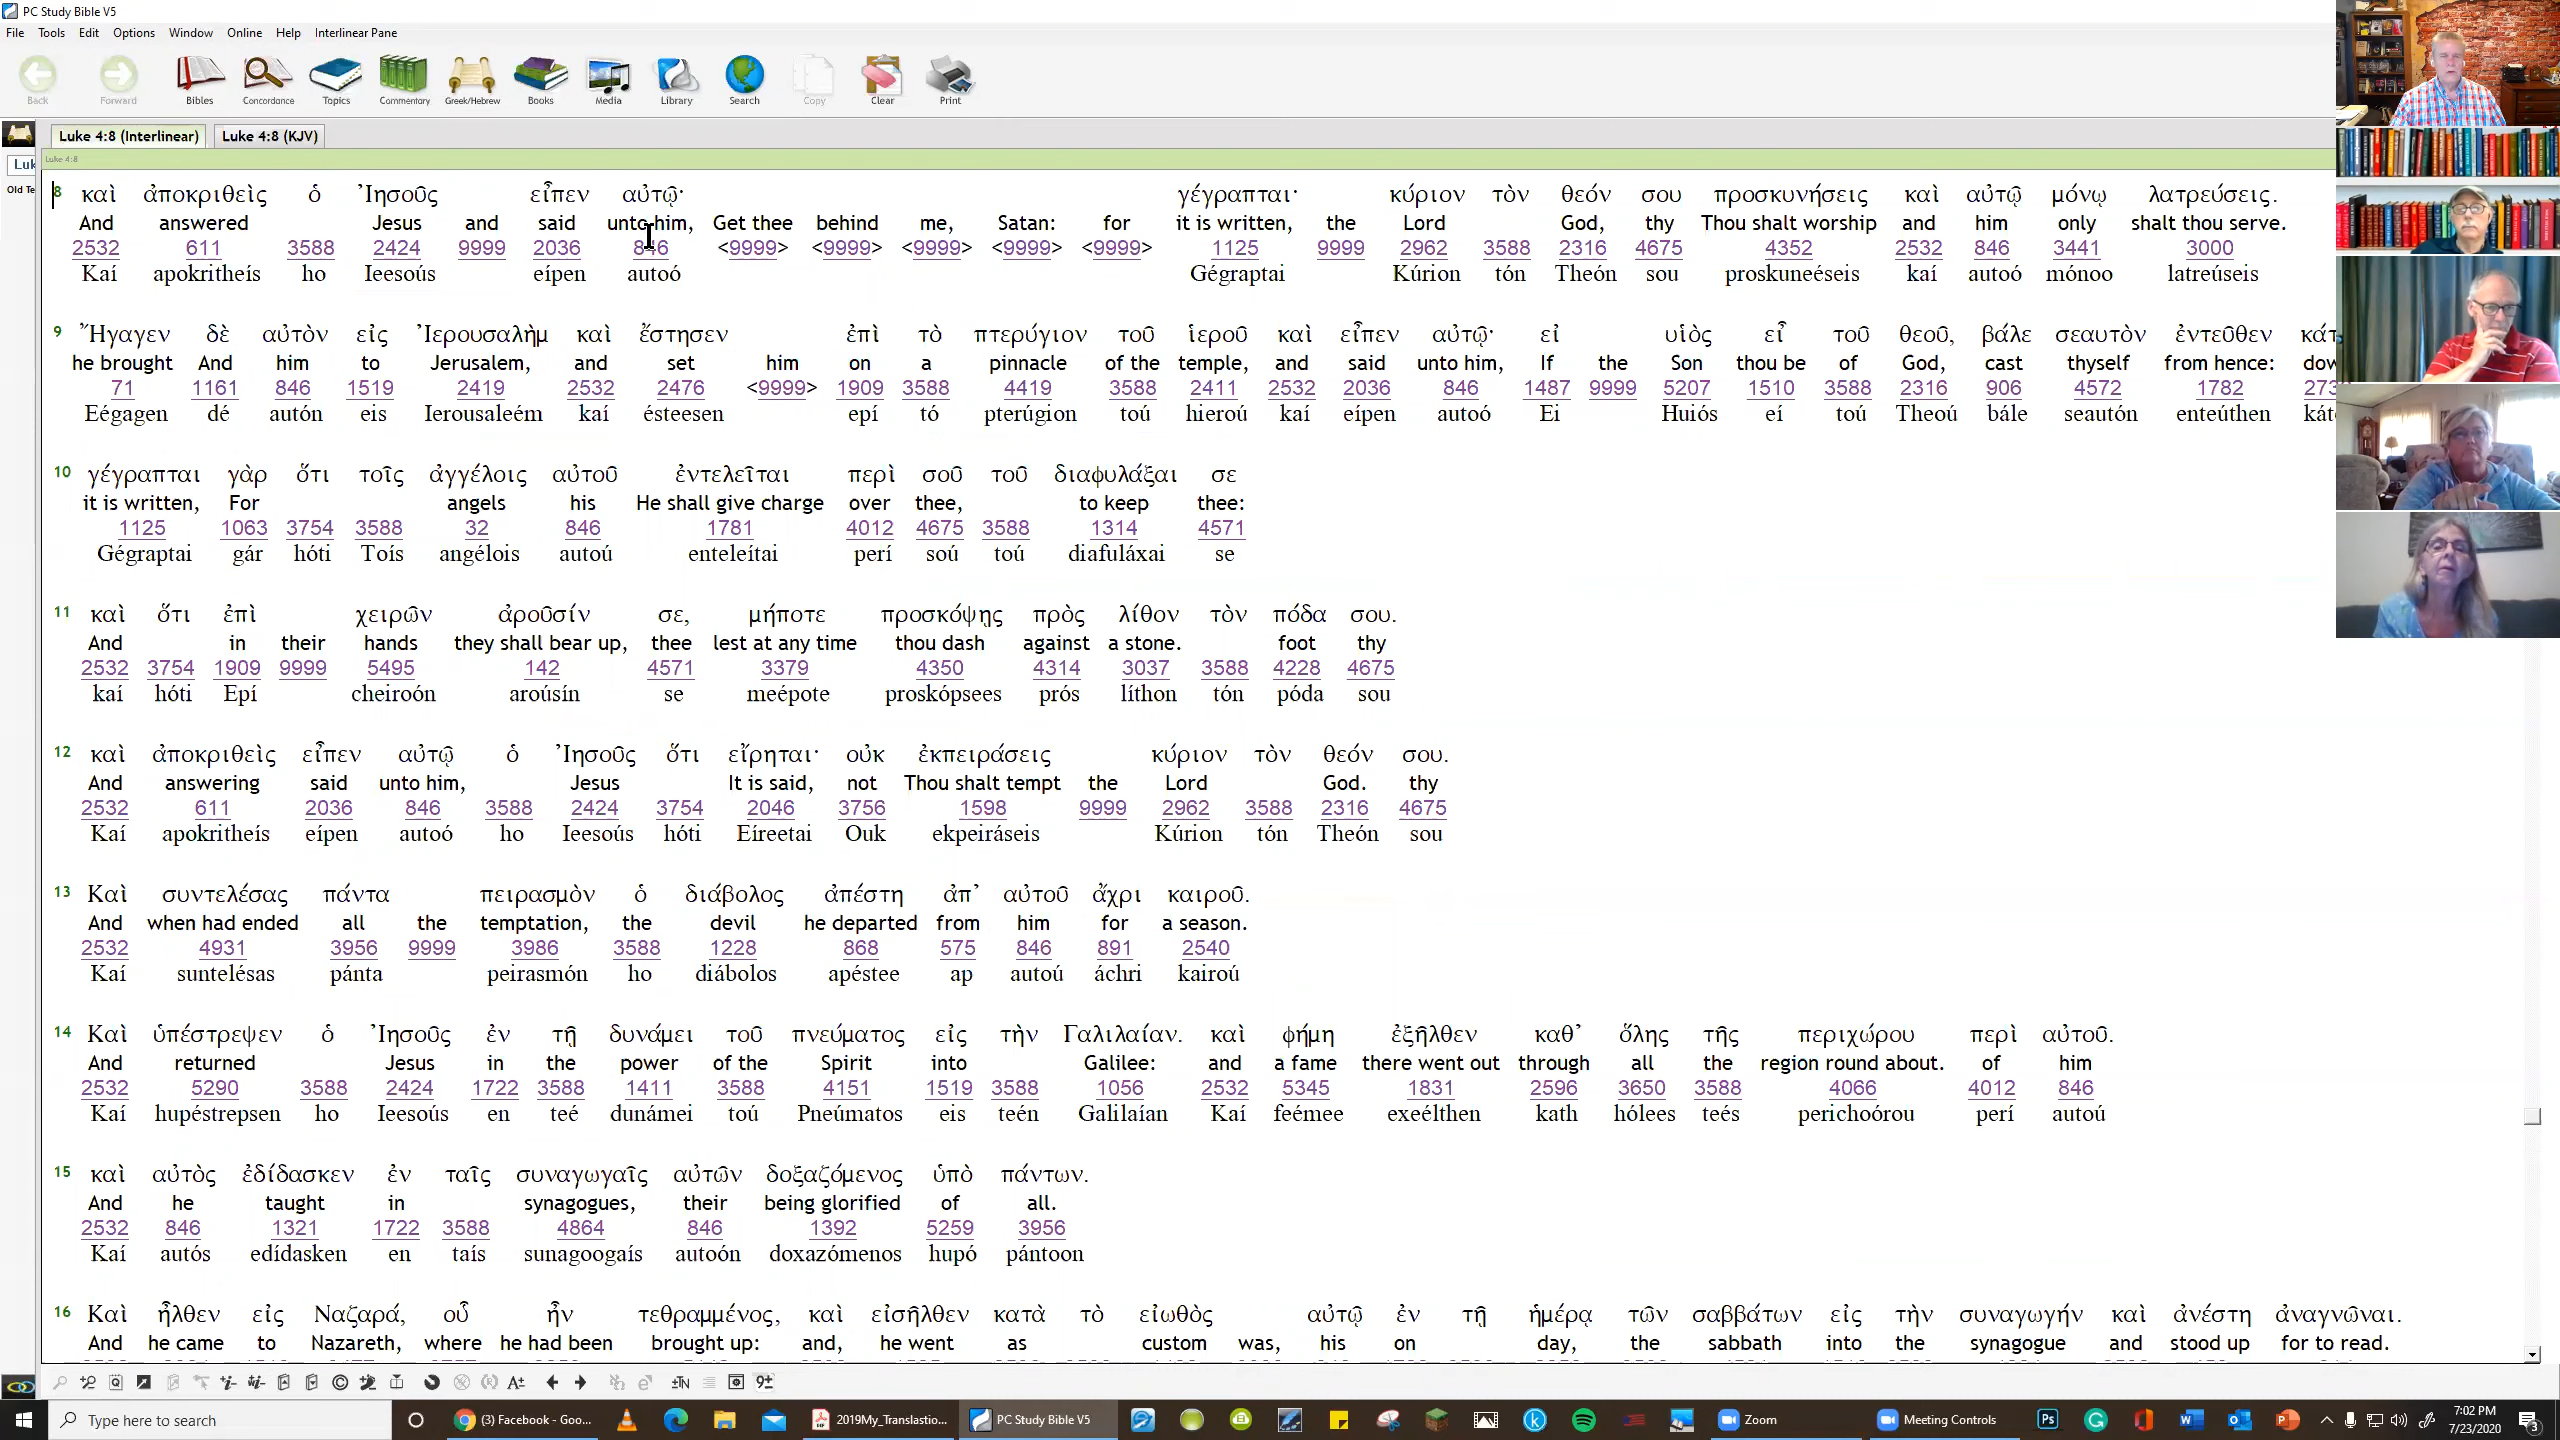 PC Study Bible V5
File Tools Edit Options Window Online Help Interlinear Pane
Back Forward Bibles Concordance Topics Commentary Greek/Hebrew Books Media Library Search Copy Clear Print
Luke 4:8 (Interlinear) Luke 4:8 (KJV)
Luke 4:8
Luk
Old Te
8 καὶ ἀποκριθεὶς ὁ Ἰησοῦς εἶπεν αὐτῷ· γέγραπται· κύριον τὸν θεόν σου προσκυνήσεις καὶ αὐτῷ μόνῳ λατρεύσεις.
And answered Jesus and said unto him, Get thee behind me, Satan: for it is written, the Lord God, thy Thou shalt worship and him only shalt thou serve.
2532 611 3588 2424 9999 2036 846 <9999> <9999> <9999> <9999> <9999> 1125 9999 2962 3588 2316 4675 4352 2532 846 3441 3000
Kaí apokritheís ho Ieesoús eípen autoó Gégraptai Kúrion tón Theón sou proskuneéseis kaí autoó mónoo latreúseis
9 Ἤγαγεν δὲ αὐτὸν εἰς Ἰερουσαλὴμ καὶ ἔστησεν ἐπὶ τὸ πτερύγιον τοῦ ἱεροῦ καὶ εἶπεν αὐτῷ· εἰ υἱὸς εἶ τοῦ θεοῦ, βάλε σεαυτὸν ἐντεῦθεν κάτ
he brought And him to Jerusalem, and set him on a pinnacle of the temple, and said unto him, If the Son thou be of God, cast thyself from hence: dow
71 1161 846 1519 2419 2532 2476 <9999> 1909 3588 4419 3588 2411 2532 2036 846 1487 9999 5207 1510 3588 2316 906 4572 1782 273
Eégagen dé autón eis Ierousaleém kaí ésteesen epí tó pterúgion toú hieroú kaí eípen autoó Ei Huiós eí toú Theoú bále seautón enteúthen kát
10 γέγραπται γὰρ ὅτι τοῖς ἀγγέλοις αὐτοῦ ἐντελεῖται περὶ σοῦ τοῦ διαφυλάξαι σε
it is written, For angels his He shall give charge over thee, to keep thee:
1125 1063 3754 3588 32 846 1781 4012 4675 3588 1314 4571
Gégraptai gár hóti Toís angélois autoú enteleítai perí soú toú diafuláxai se
11 καὶ ὅτι ἐπὶ χειρῶν ἀροῦσίν σε, μήποτε προσκόψῃς πρὸς λίθον τὸν πόδα σου.
And in their hands they shall bear up, thee lest at any time thou dash against a stone. foot thy
2532 3754 1909 9999 5495 142 4571 3379 4350 4314 3037 3588 4228 4675
kaí hóti Epí cheiroón aroúsín se meépote proskópsees prós líthon tón póda sou
12 καὶ ἀποκριθεὶς εἶπεν αὐτῷ ὁ Ἰησοῦς ὅτι εἴρηται· οὐκ ἐκπειράσεις κύριον τὸν θεόν σου.
And answering said unto him, Jesus It is said, not Thou shalt tempt the Lord God. thy
2532 611 2036 846 3588 2424 3754 2046 3756 1598 9999 2962 3588 2316 4675
Kaí apokritheís eípen autoó ho Ieesoús hóti Eíreetai Ouk ekpeiráseis Kúrion tón Theón sou
13 Καὶ συντελέσας πάντα πειρασμὸν ὁ διάβολος ἀπέστη ἀπ’ αὐτοῦ ἄχρι καιροῦ.
And when had ended all the temptation, the devil he departed from him for a season.
2532 4931 3956 9999 3986 3588 1228 868 575 846 891 2540
Kaí suntelésas pánta peirasmón ho diábolos apéstee ap autoú áchri kairoú
14 Καὶ ὑπέστρεψεν ὁ Ἰησοῦς ἐν τῇ δυνάμει τοῦ πνεύματος εἰς τὴν Γαλιλαίαν. καὶ φήμη ἐξῆλθεν καθ’ ὅλης τῆς περιχώρου περὶ αὐτοῦ.
And returned Jesus in the power of the Spirit into Galilee: and a fame there went out through all the region round about. of him
2532 5290 3588 2424 1722 3588 1411 3588 4151 1519 3588 1056 2532 5345 1831 2596 3650 3588 4066 4012 846
Kaí hupéstrepsen ho Ieesoús en teé dunámei toú Pneúmatos eis teén Galilaían Kaí feémee exeélthen kath hólees teés perichoórou perí autoú
15 καὶ αὐτὸς ἐδίδασκεν ἐν ταῖς συναγωγαῖς αὐτῶν δοξαζόμενος ὑπὸ πάντων.
And he taught in synagogues, their being glorified of all.
2532 846 1321 1722 3588 4864 846 1392 5259 3956
Kaí autós edídasken en taís sunagoogaís autoón doxazómenos hupó pántoon
16 Καὶ ἦλθεν εἰς Ναζαρά, οὗ ἦν τεθραμμένος, καὶ εἰσῆλθεν κατὰ τὸ εἰωθὸς αὐτῷ ἐν τῇ ἡμέρᾳ τῶν σαββάτων εἰς τὴν συναγωγήν καὶ ἀνέστη ἀναγνῶναι.
And he came to Nazareth, where he had been brought up: and, he went as custom was, his on day, the sabbath into the synagogue and stood up for to read.
Type here to search (3) Facebook - Goo... 2019My_Translastio... PC Study Bible V5 Zoom Meeting Controls 7:02 PM
7/23/2020